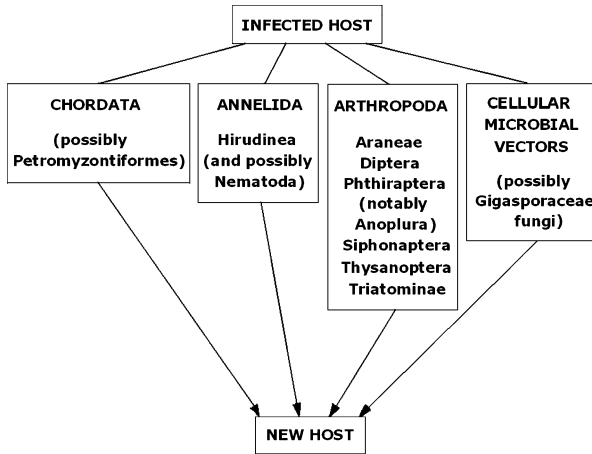 INFECTED HOST
CHORDATA
(possibly
Petromyzontiformes)
ANNELIDA
Hirudinea
(and possibly
Nematoda)
ARTHROPODA
Araneae
Diptera
Phthiraptera
(notably
Anoplura)
Siphonaptera
Thysanoptera
Triatominae
CELLULAR
MICROBIAL
VECTORS
(possibly
Gigasporaceae
fungi)
NEW HOST